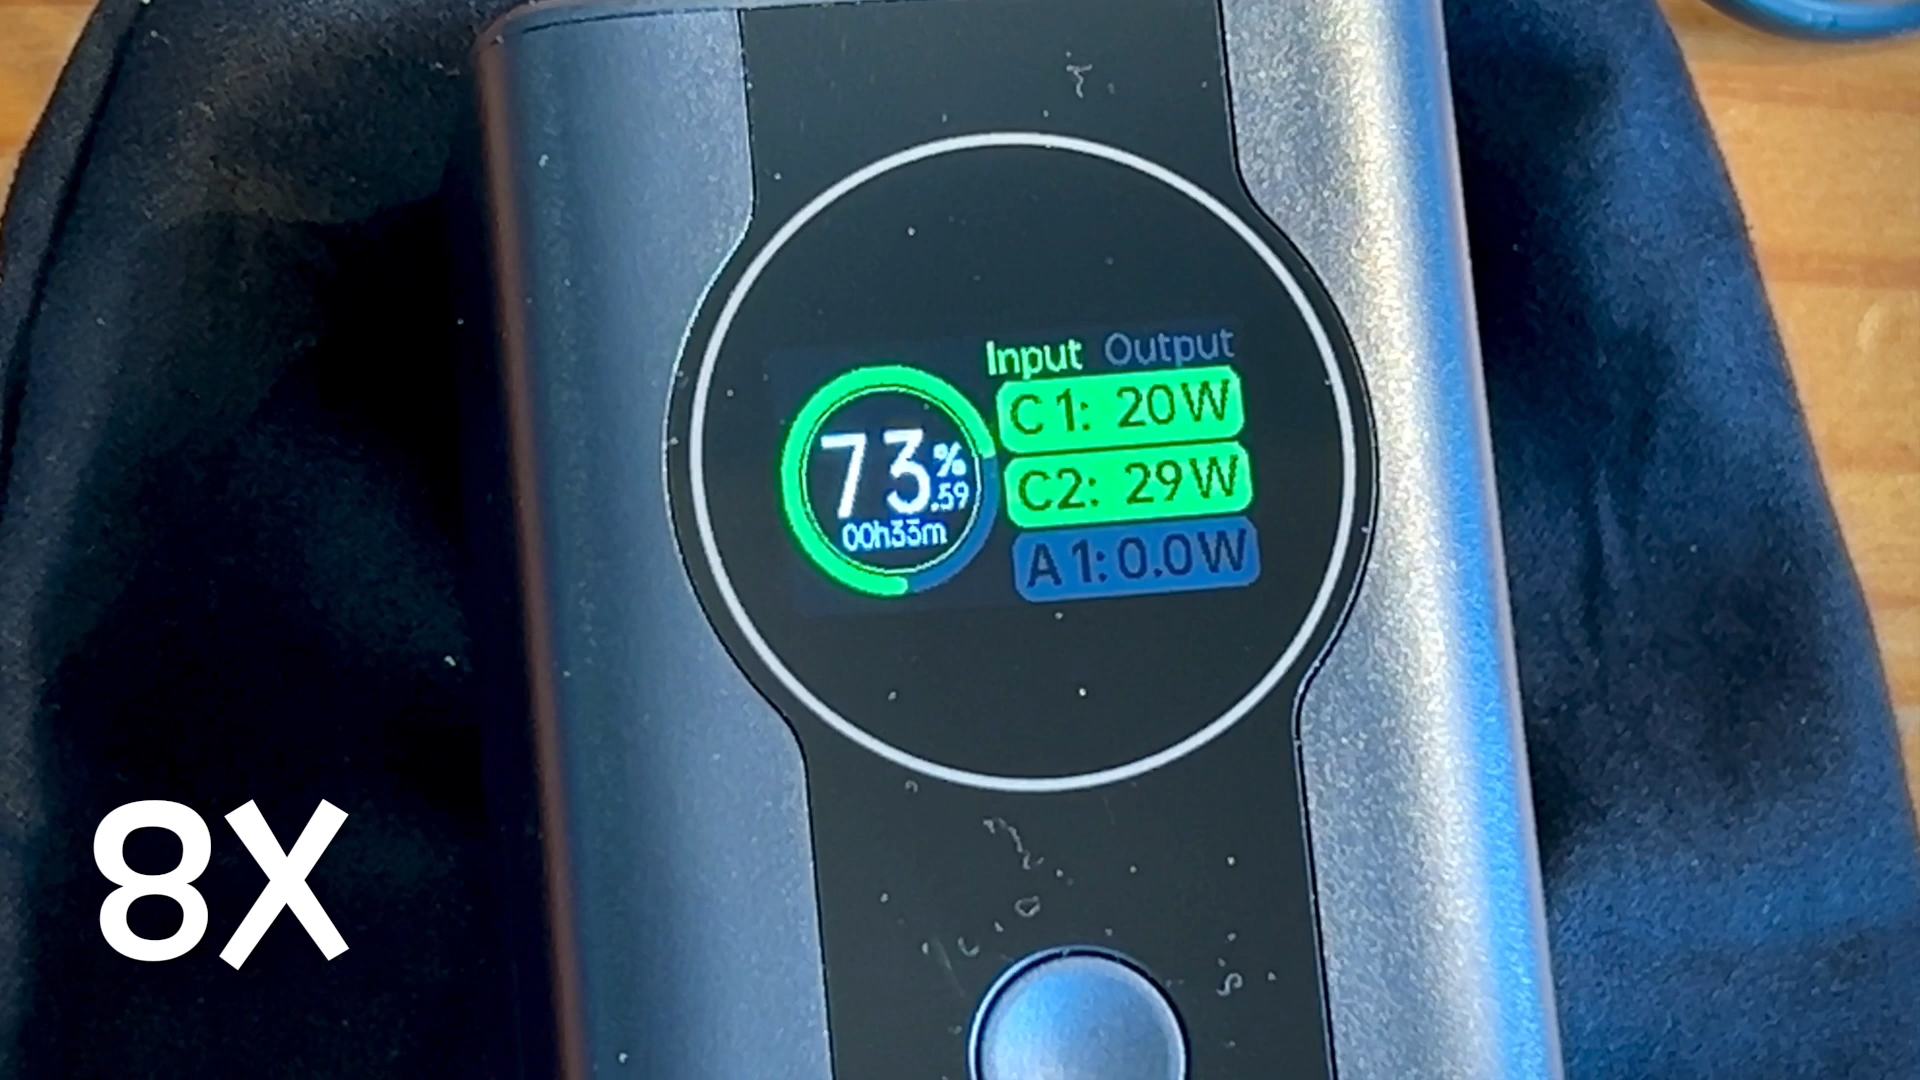 Input Output
C1: 20W
C2: 29W
A1: 0.0W
73%
.59
00h33m
8X